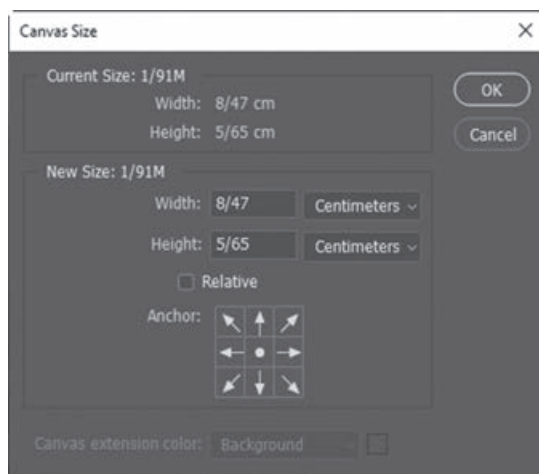 Canvas Size
Current Size: 1/91M
Width: 8/47 cm
Height: 5/65 cm
OK
Cancel
New Size: 1/91M
Width: 8/47 Centimeters
Height: 5/65 Centimeters
Relative
Anchor:
Canvas extension color: Background